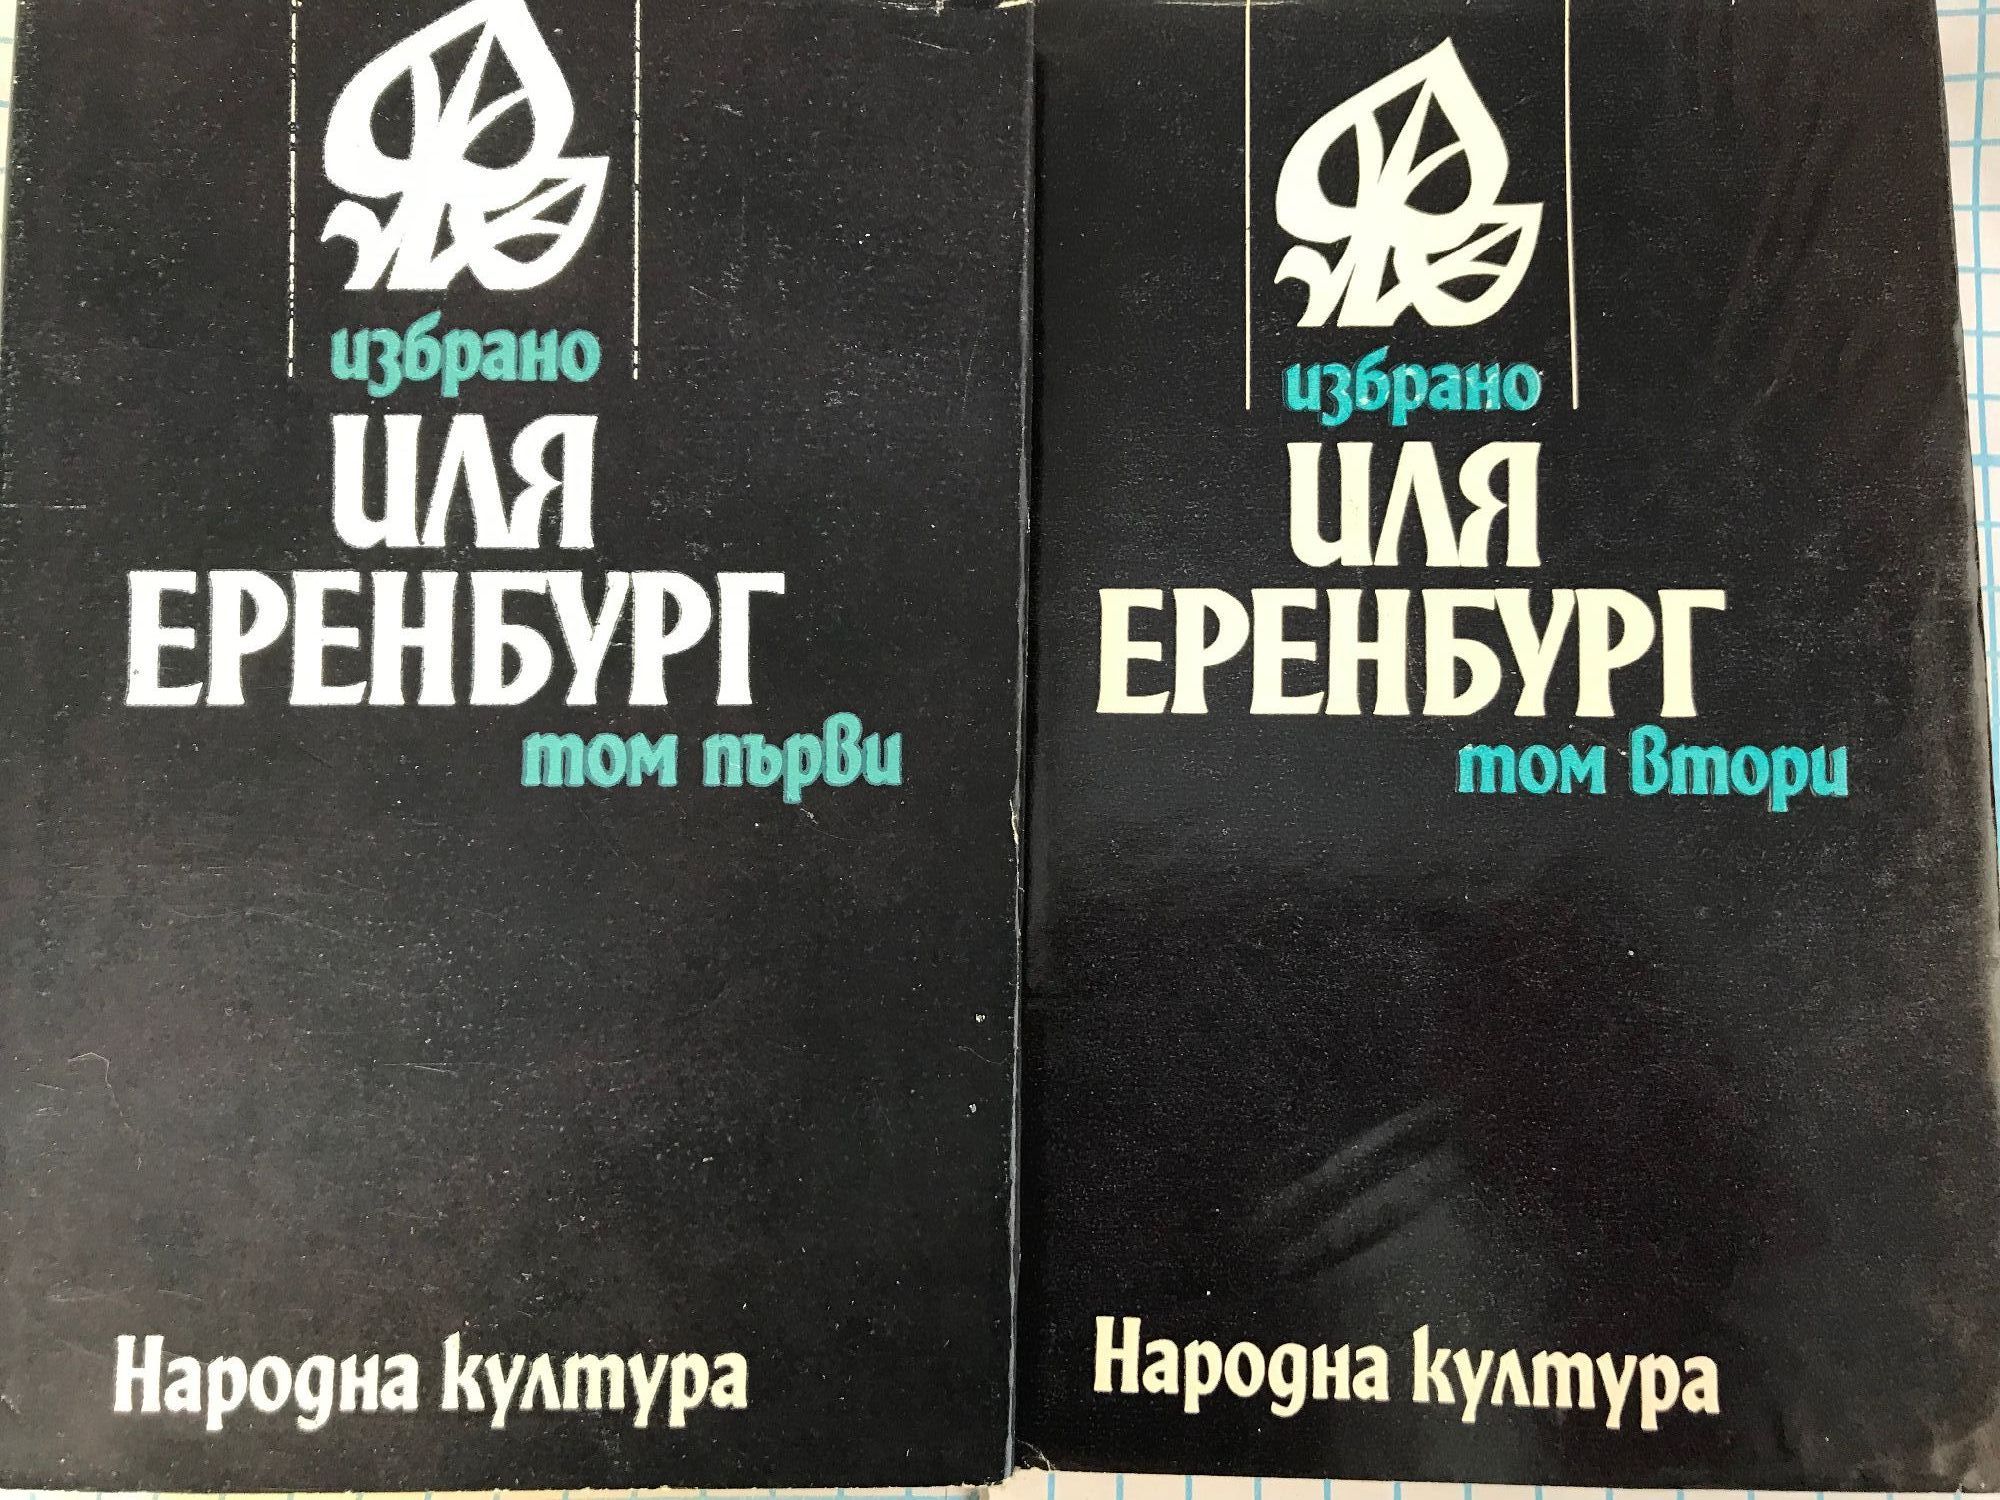 избрано
ИЛЯ
ЕРЕНБУРГ
том първи
Народна култура
избрано
ИЛЯ
ЕРЕНБУРГ
том втори
Народна култура